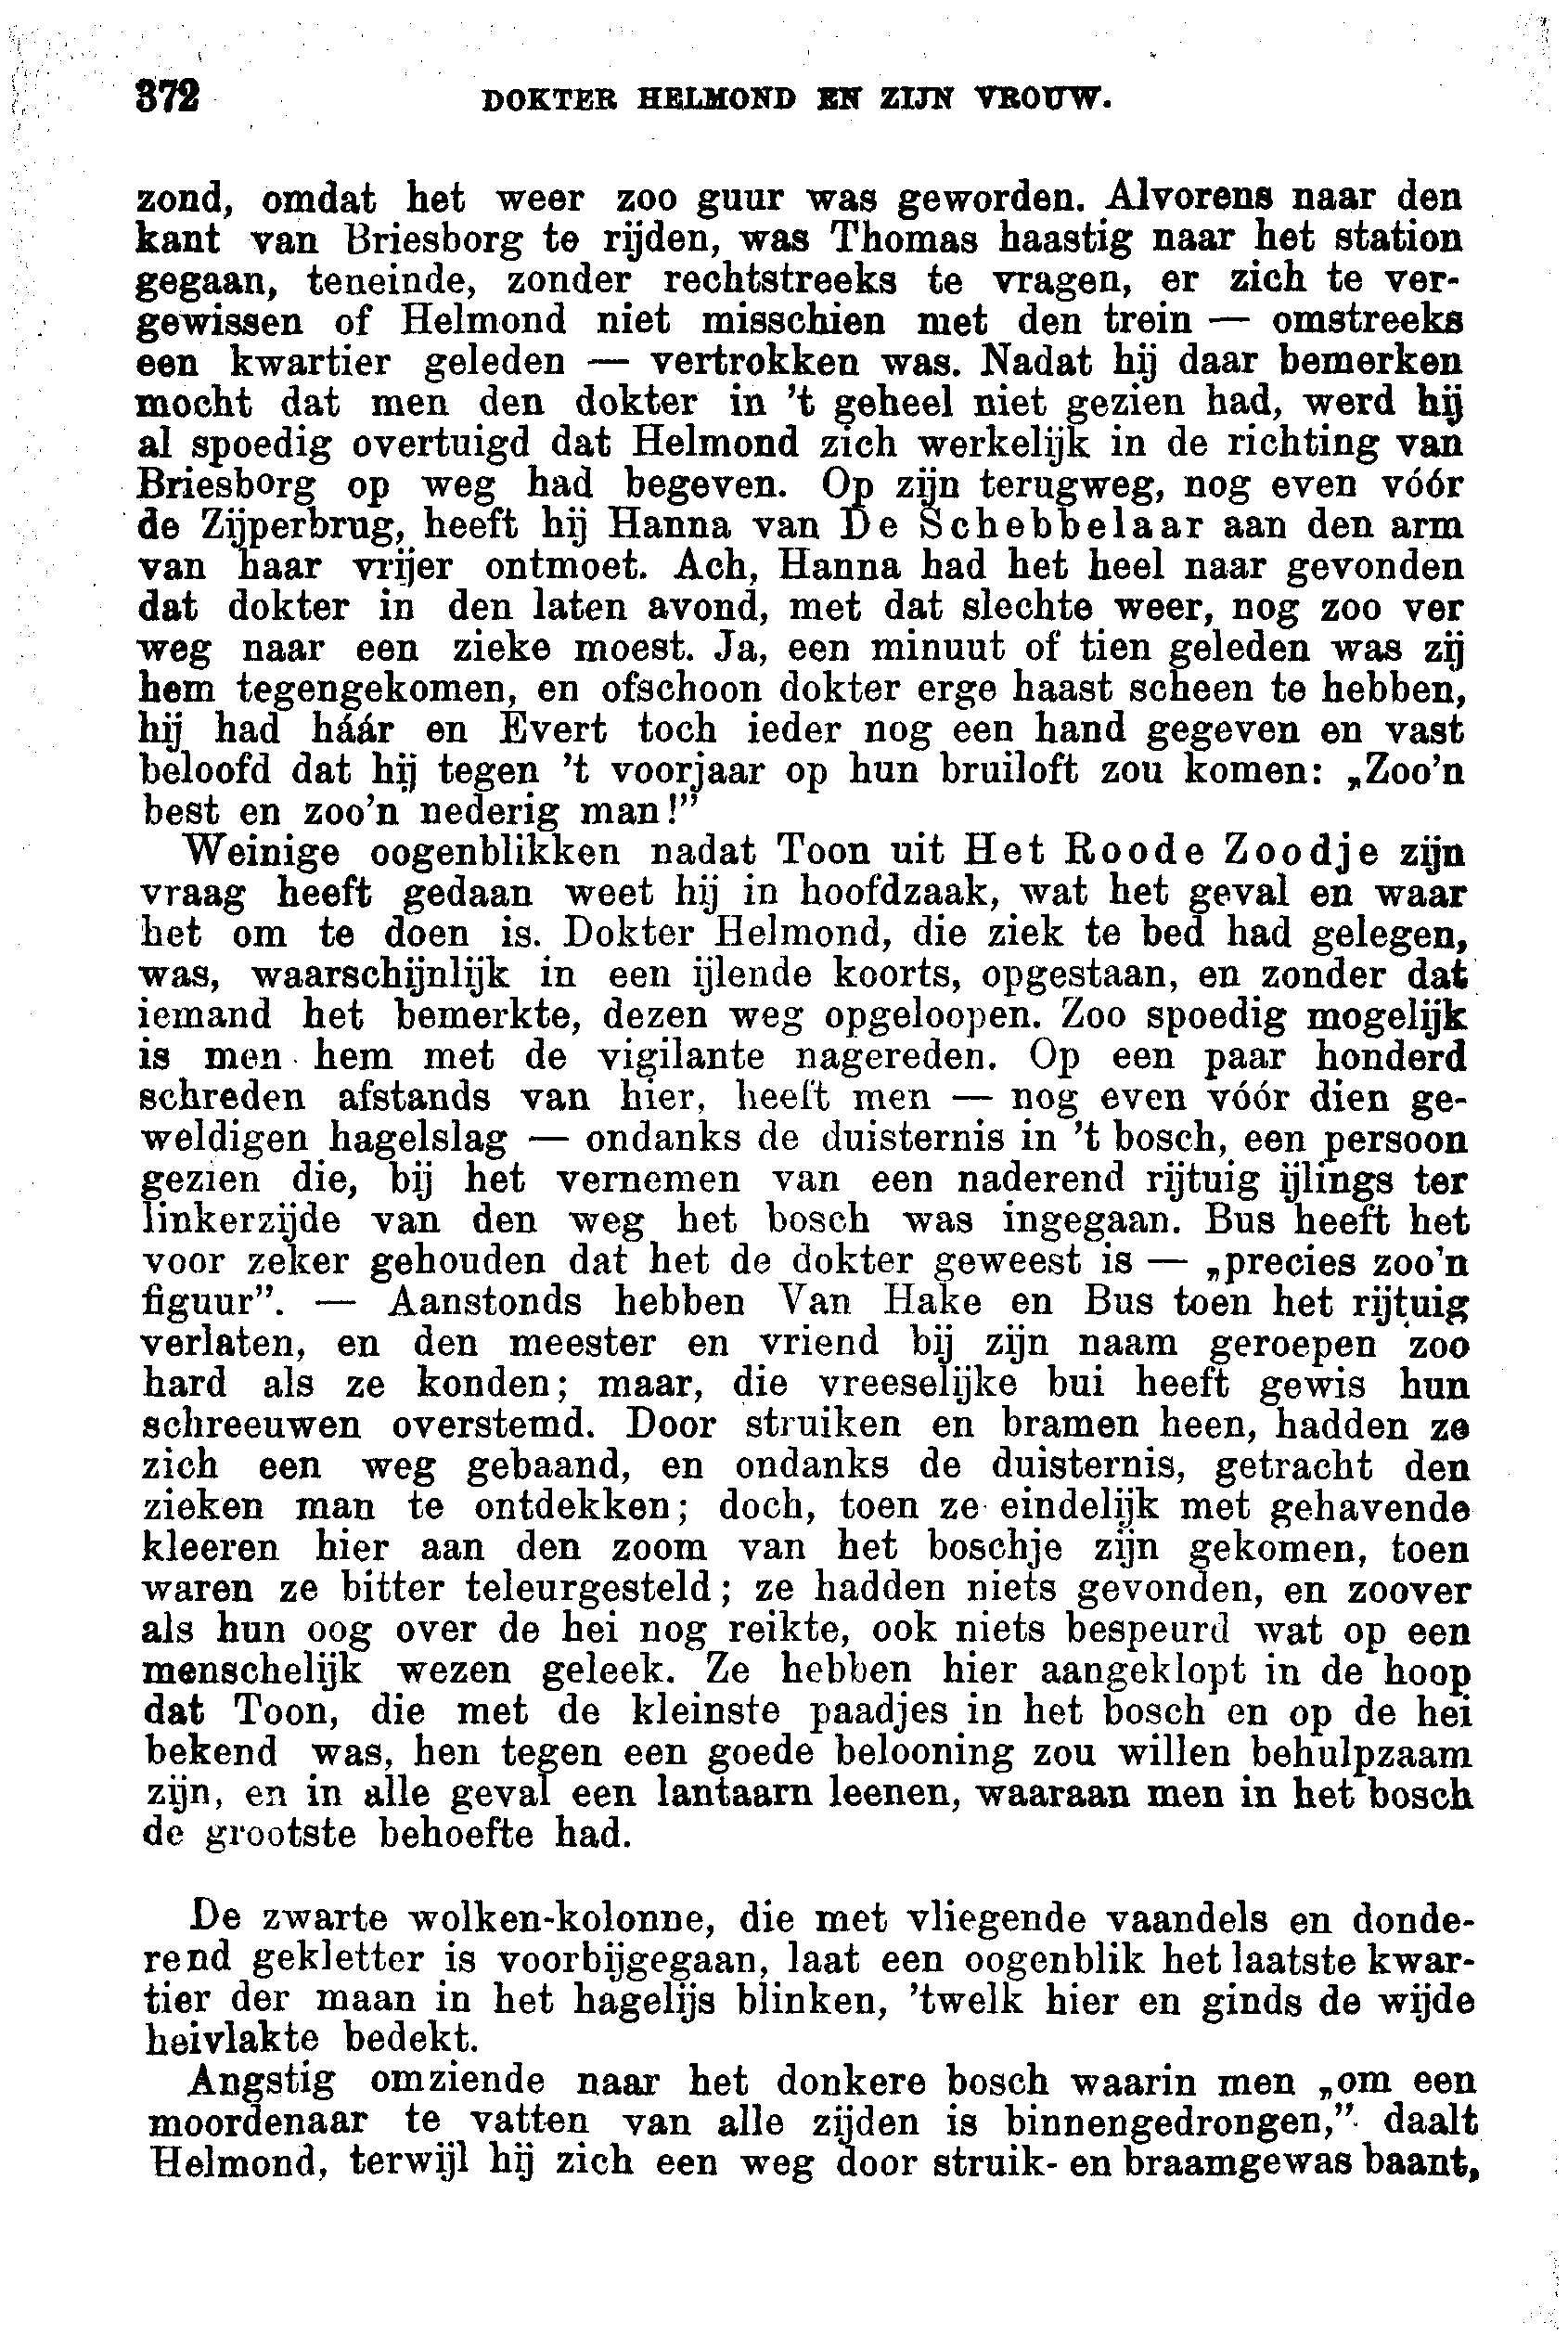 372 DOKTER HELMOND EN ZIJN VROUW.
zond, omdat het weer zoo guur was geworden. Alvorens naar den
kant van Briesborg te rijden, was Thomas haastig naar het station
gegaan, teneinde, zonder rechtstreeks te vragen, er zich te ver-
gewissen of Helmond niet misschien met den trein — omstreeks
een kwartier geleden — vertrokken was. Nadat hij daar bemerken
mocht dat men den dokter in 't geheel niet gezien had, werd hij
al spoedig overtuigd dat Helmond zich werkelijk in de richting van
Briesborg op weg had begeven. Op zijn terugweg, nog even vóór
de Zijperbrug, heeft hij Hanna van De Schebbelaar aan den arm
van haar vrijer ontmoet. Ach, Hanna had het heel naar gevonden
dat dokter in den laten avond, met dat slechte weer, nog zoo ver
weg naar een zieke moest. Ja, een minuut of tien geleden was zij
hem tegengekomen, en ofschoon dokter erge haast scheen te hebben,
hij had háár en Evert toch ieder nog een hand gegeven en vast
beloofd dat hij tegen 't voorjaar op hun bruiloft zou komen: „Zoo'n
best en zoo'n nederig man!”
Weinige oogenblikken nadat Toon uit Het Roode Zoodje zijn
vraag heeft gedaan weet hij in hoofdzaak, wat het geval en waar
het om te doen is. Dokter Helmond, die ziek te bed had gelegen,
was, waarschijnlijk in een ijlende koorts, opgestaan, en zonder dat
iemand het bemerkte, dezen weg opgeloopen. Zoo spoedig mogelijk
is men hem met de vigilante nagereden. Op een paar honderd
schreden afstands van hier, heeft men — nog even vóór dien ge-
weldigen hagelslag — ondanks de duisternis in 't bosch, een persoon
gezien die, bij het vernemen van een naderend rijtuig ijlings ter
linkerzijde van den weg het bosch was ingegaan. Bus heeft het
voor zeker gehouden dat het de dokter geweest is — „precies zoo'n
figuur”. — Aanstonds hebben Van Hake en Bus toen het rijtuig
verlaten, en den meester en vriend bij zijn naam geroepen zoo
hard als ze konden; maar, die vreeselijke bui heeft gewis hun
schreeuwen overstemd. Door struiken en bramen heen, hadden ze
zich een weg gebaand, en ondanks de duisternis, getracht den
zieken man te ontdekken; doch, toen ze eindelijk met gehavende
kleeren hier aan den zoom van het boschje zijn gekomen, toen
waren ze bitter teleurgesteld; ze hadden niets gevonden, en zoover
als hun oog over de hei nog reikte, ook niets bespeurd wat op een
menschelijk wezen geleek. Ze hebben hier aangeklopt in de hoop
dat Toon, die met de kleinste paadjes in het bosch en op de hei
bekend was, hen tegen een goede belooning zou willen behulpzaam
zijn, en in alle geval een lantaarn leenen, waaraan men in het bosch
de grootste behoefte had.
De zwarte wolken-kolonne, die met vliegende vaandels en donde-
rend gekletter is voorbijgegaan, laat een oogenblik het laatste kwar-
tier der maan in het hagelijs blinken, 'twelk hier en ginds de wijde
heivlakte bedekt.
Angstig omziende naar het donkere bosch waarin men „om een
moordenaar te vatten van alle zijden is binnengedrongen,” daalt
Helmond, terwijl hij zich een weg door struik- en braamgewas baant,